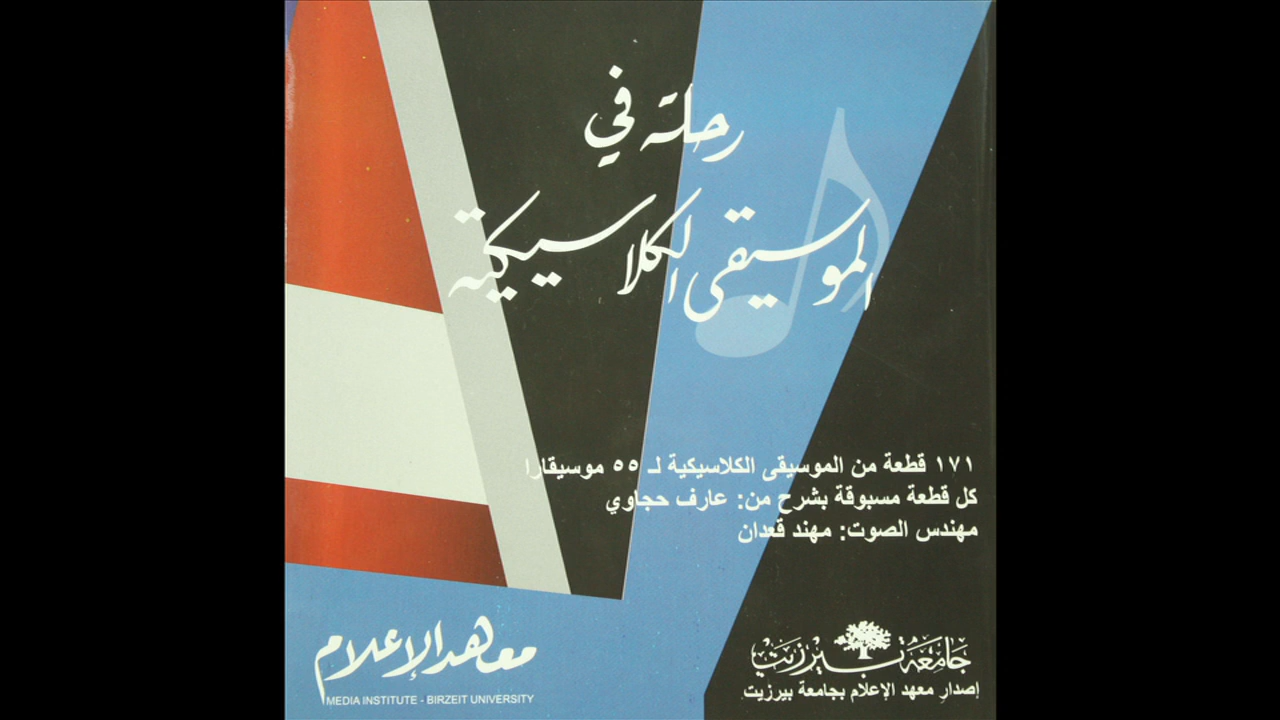 رحلة في
الموسيقى الكلاسيكية
١٧١ قطعة من الموسيقى الكلاسيكية لـ ٥٥ موسيقارا
كل قطعة مسبوقة بشرح من: عارف حجاوي
مهندس الصوت: مهند قعدان
جامعة بيرزيت
إصدار معهد الإعلام بجامعة بيرزيت
معهد الإعلام
MEDIA INSTITUTE - BIRZEIT UNIVERSITY